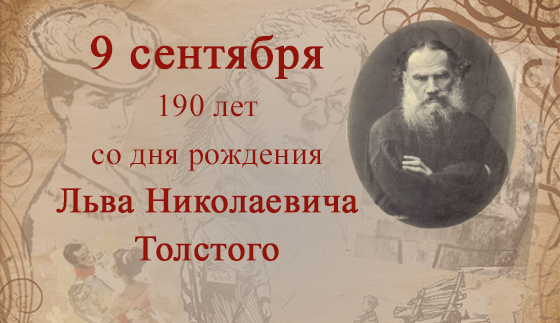 9 сентября
190 лет
со дня рождения
Льва Николаевича
Толстого